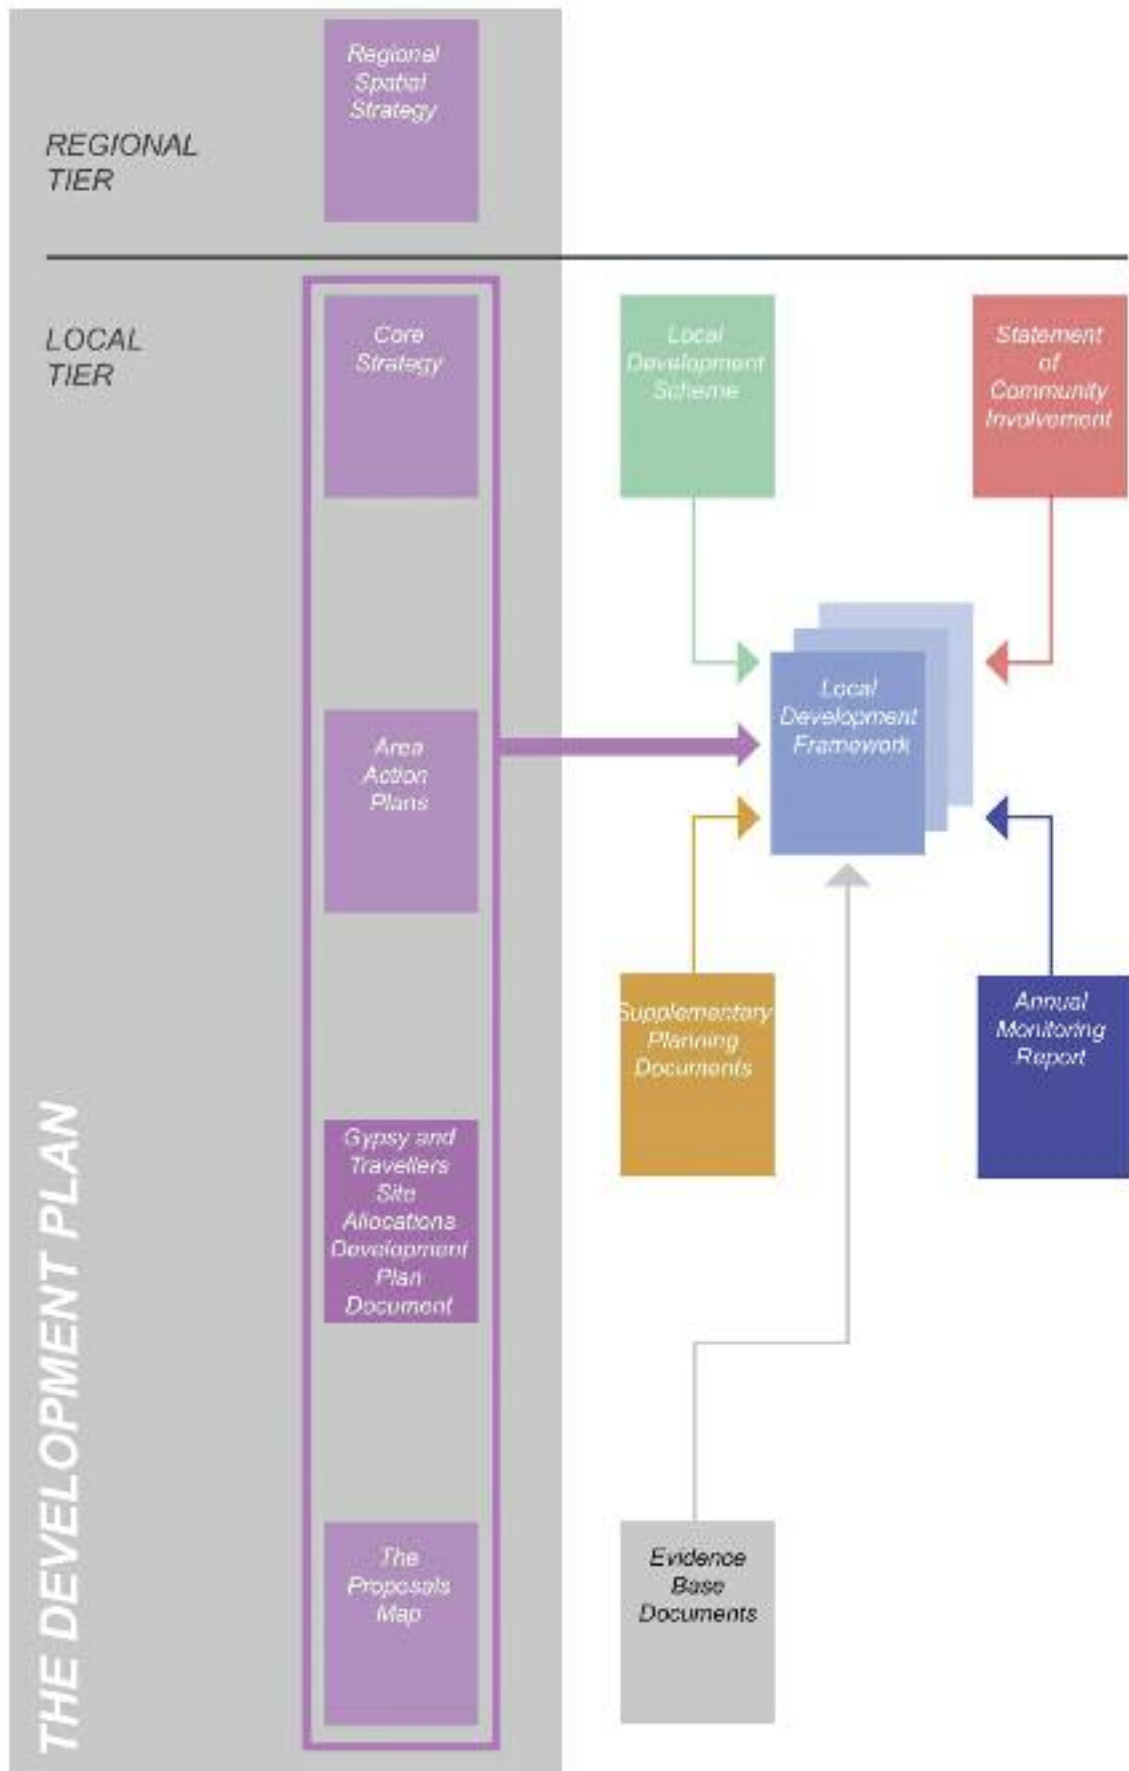 Regional
Spatial
Strategy
REGIONAL
TIER
LOCAL
TIER
Core
Strategy
Local
Development
Scheme
Statement
of
Community
Involvement
Area
Action
Plans
Local
Development
Framework
Supplementary
Planning
Documents
Annual
Monitoring
Report
Gypsy and
Travellers
Site
Allocations
Development
Plan
Document
The
Proposals
Map
Evidence
Base
Documents
THE DEVELOPMENT PLAN